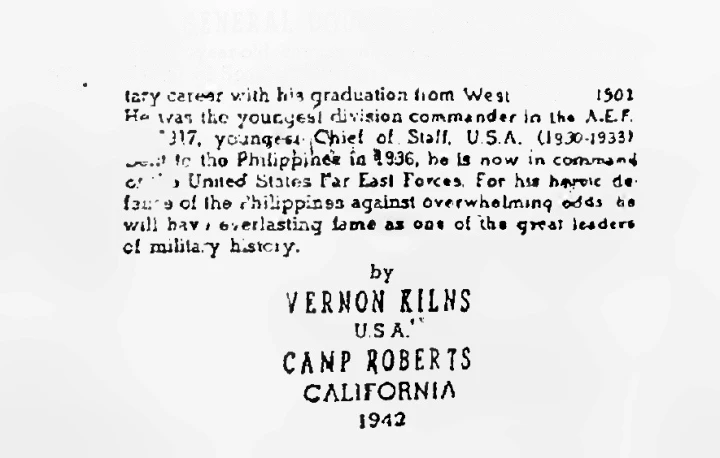 tary career with his graduation from West 1901
He was the youngest division commander in the A.E.F.
youngest Chief of Staff, U.S.A. (1930-1933)
to the Philippines in 1936, he is now in command
United States Far East Forces. For his heroic de-
of the Philippines against overwhelming odds he
will have everlasting fame as one of the great leaders
of military history.
by
VERNON KILNS
U.S.A.
CAMP ROBERTS
CALIFORNIA
1942